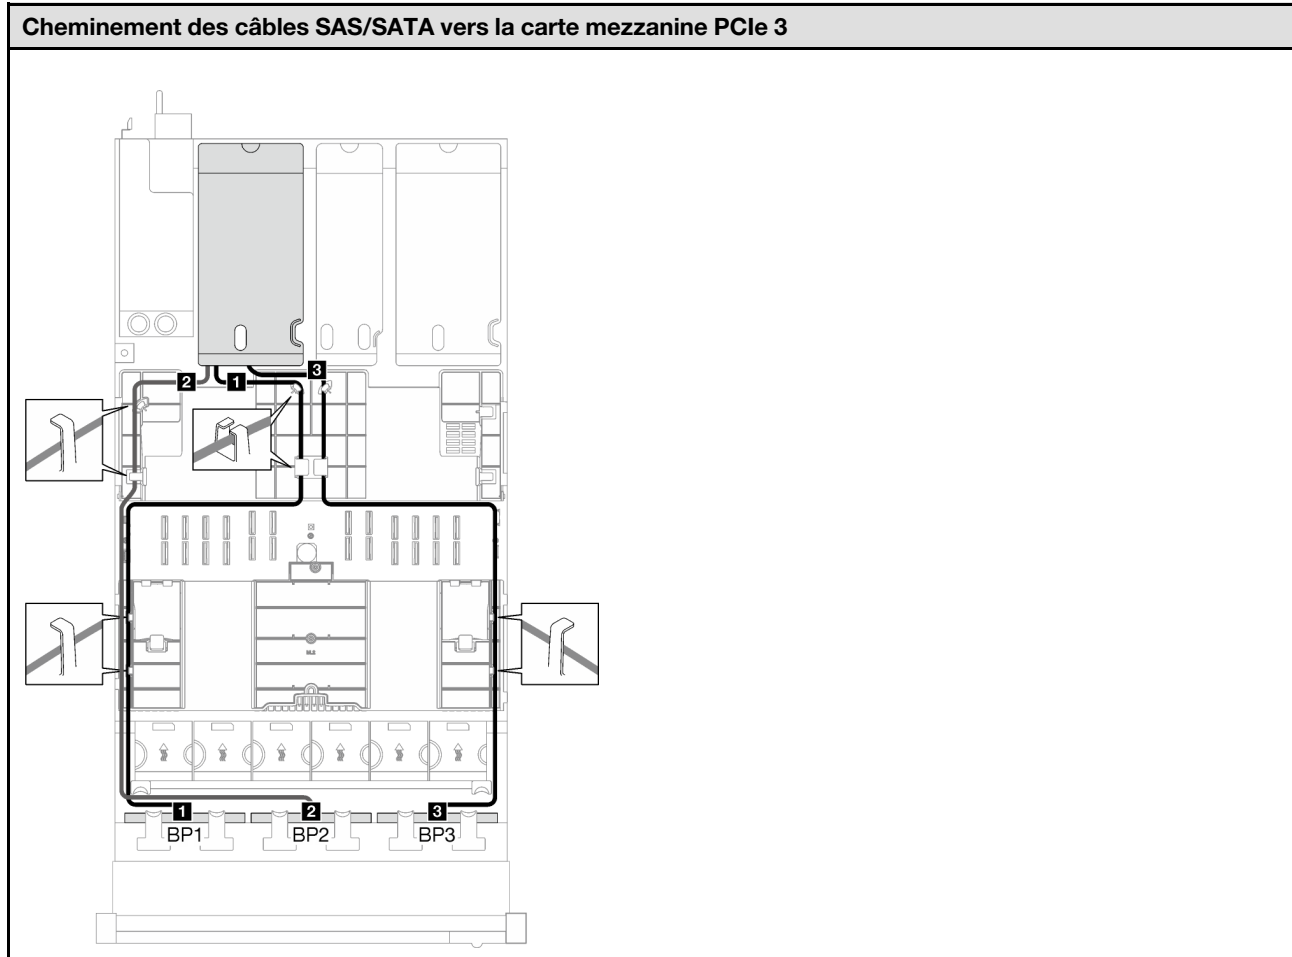 Cheminement des câbles SAS/SATA vers la carte mezzanine PCIe 3
3
2 1
1 2 3
BP1 BP2 BP3